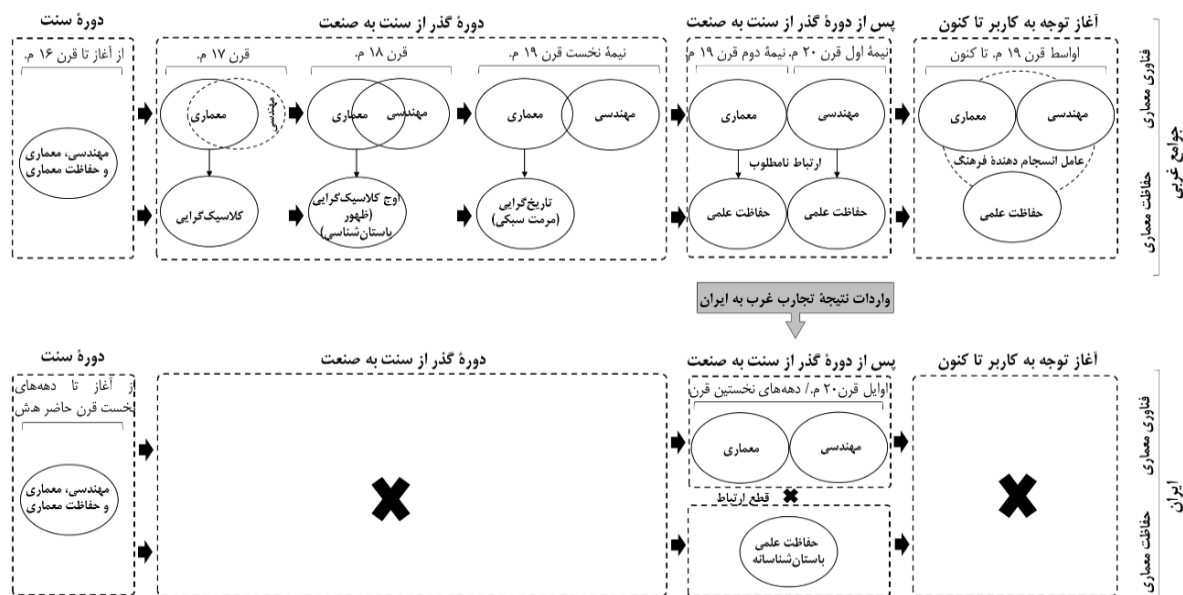 دورهٔ سنت
دورهٔ گذر از سنت به صنعت
پس از دورهٔ گذر از سنت به صنعت
آغاز توجه به کاربر تا کنون
از آغاز تا قرن ۱۶ م.
قرن ۱۷ م.
قرن ۱۸ م.
نیمهٔ نخست قرن ۱۹ م.
نیمهٔ دوم قرن ۱۹ م.
نیمهٔ اول قرن ۲۰ م.
اواسط قرن ۱۹ م. تا کنون
مهندسی، معماری
و حفاظت معماری
معماری
مهندسی
معماری
مهندسی
معماری
مهندسی
معماری
مهندسی
معماری
مهندسی
ارتباط نامطلوب
عامل انسجام دهندهٔ فرهنگ
کلاسیک‌گرایی
اوج کلاسیک‌گرایی
(ظهور
باستان‌شناسی)
تاریخ‌گرایی
(مرمت سبکی)
حفاظت علمی
حفاظت علمی
حفاظت علمی
فناوری معماری
حفاظت معماری
جوامع غربی
واردات نتیجهٔ تجارب غرب به ایران
دورهٔ سنت
دورهٔ گذر از سنت به صنعت
پس از دورهٔ گذر از سنت به صنعت
آغاز توجه به کاربر تا کنون
از آغاز تا دهه‌های
نخست قرن حاضر ه‍.ش
اوایل قرن۲۰ م./ دهه‌های نخستین قرن
مهندسی، معماری
و حفاظت معماری
معماری
مهندسی
قطع ارتباط
حفاظت علمی
باستان‌شناسانه
فناوری معماری
حفاظت معماری
ایران